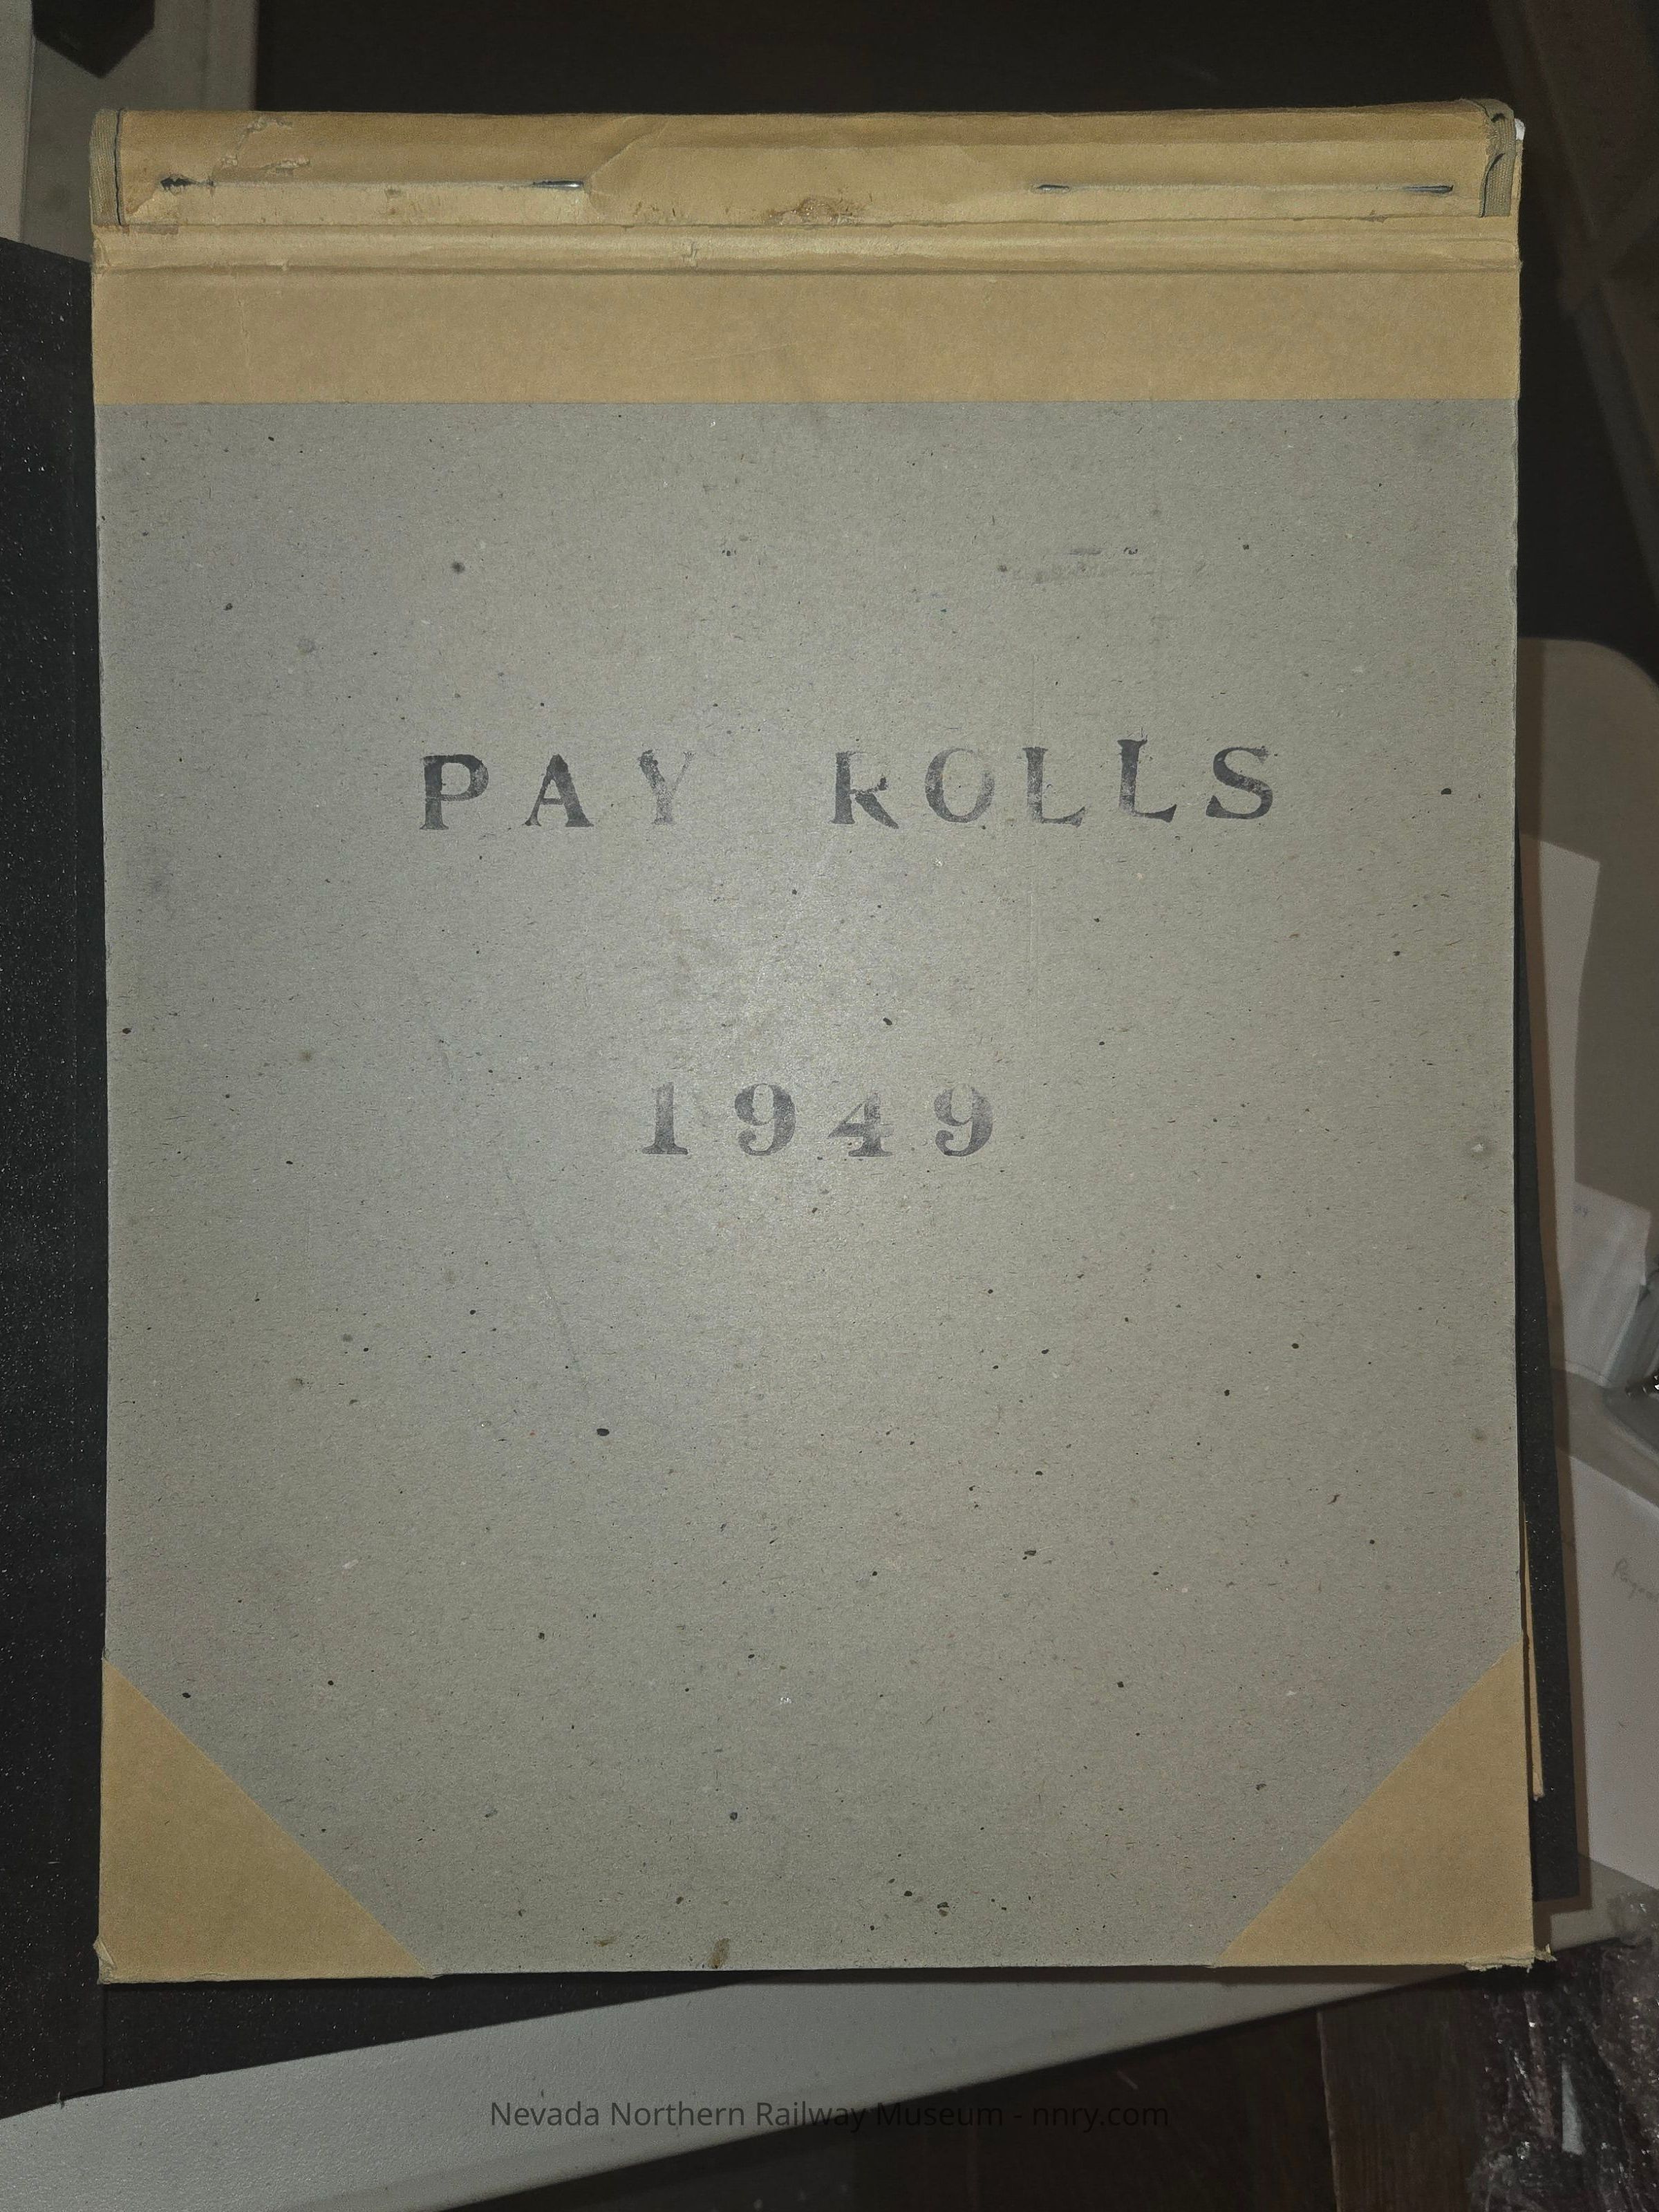 PAY ROLLS
1949
Nevada Northern Railway Museum - nnry.com